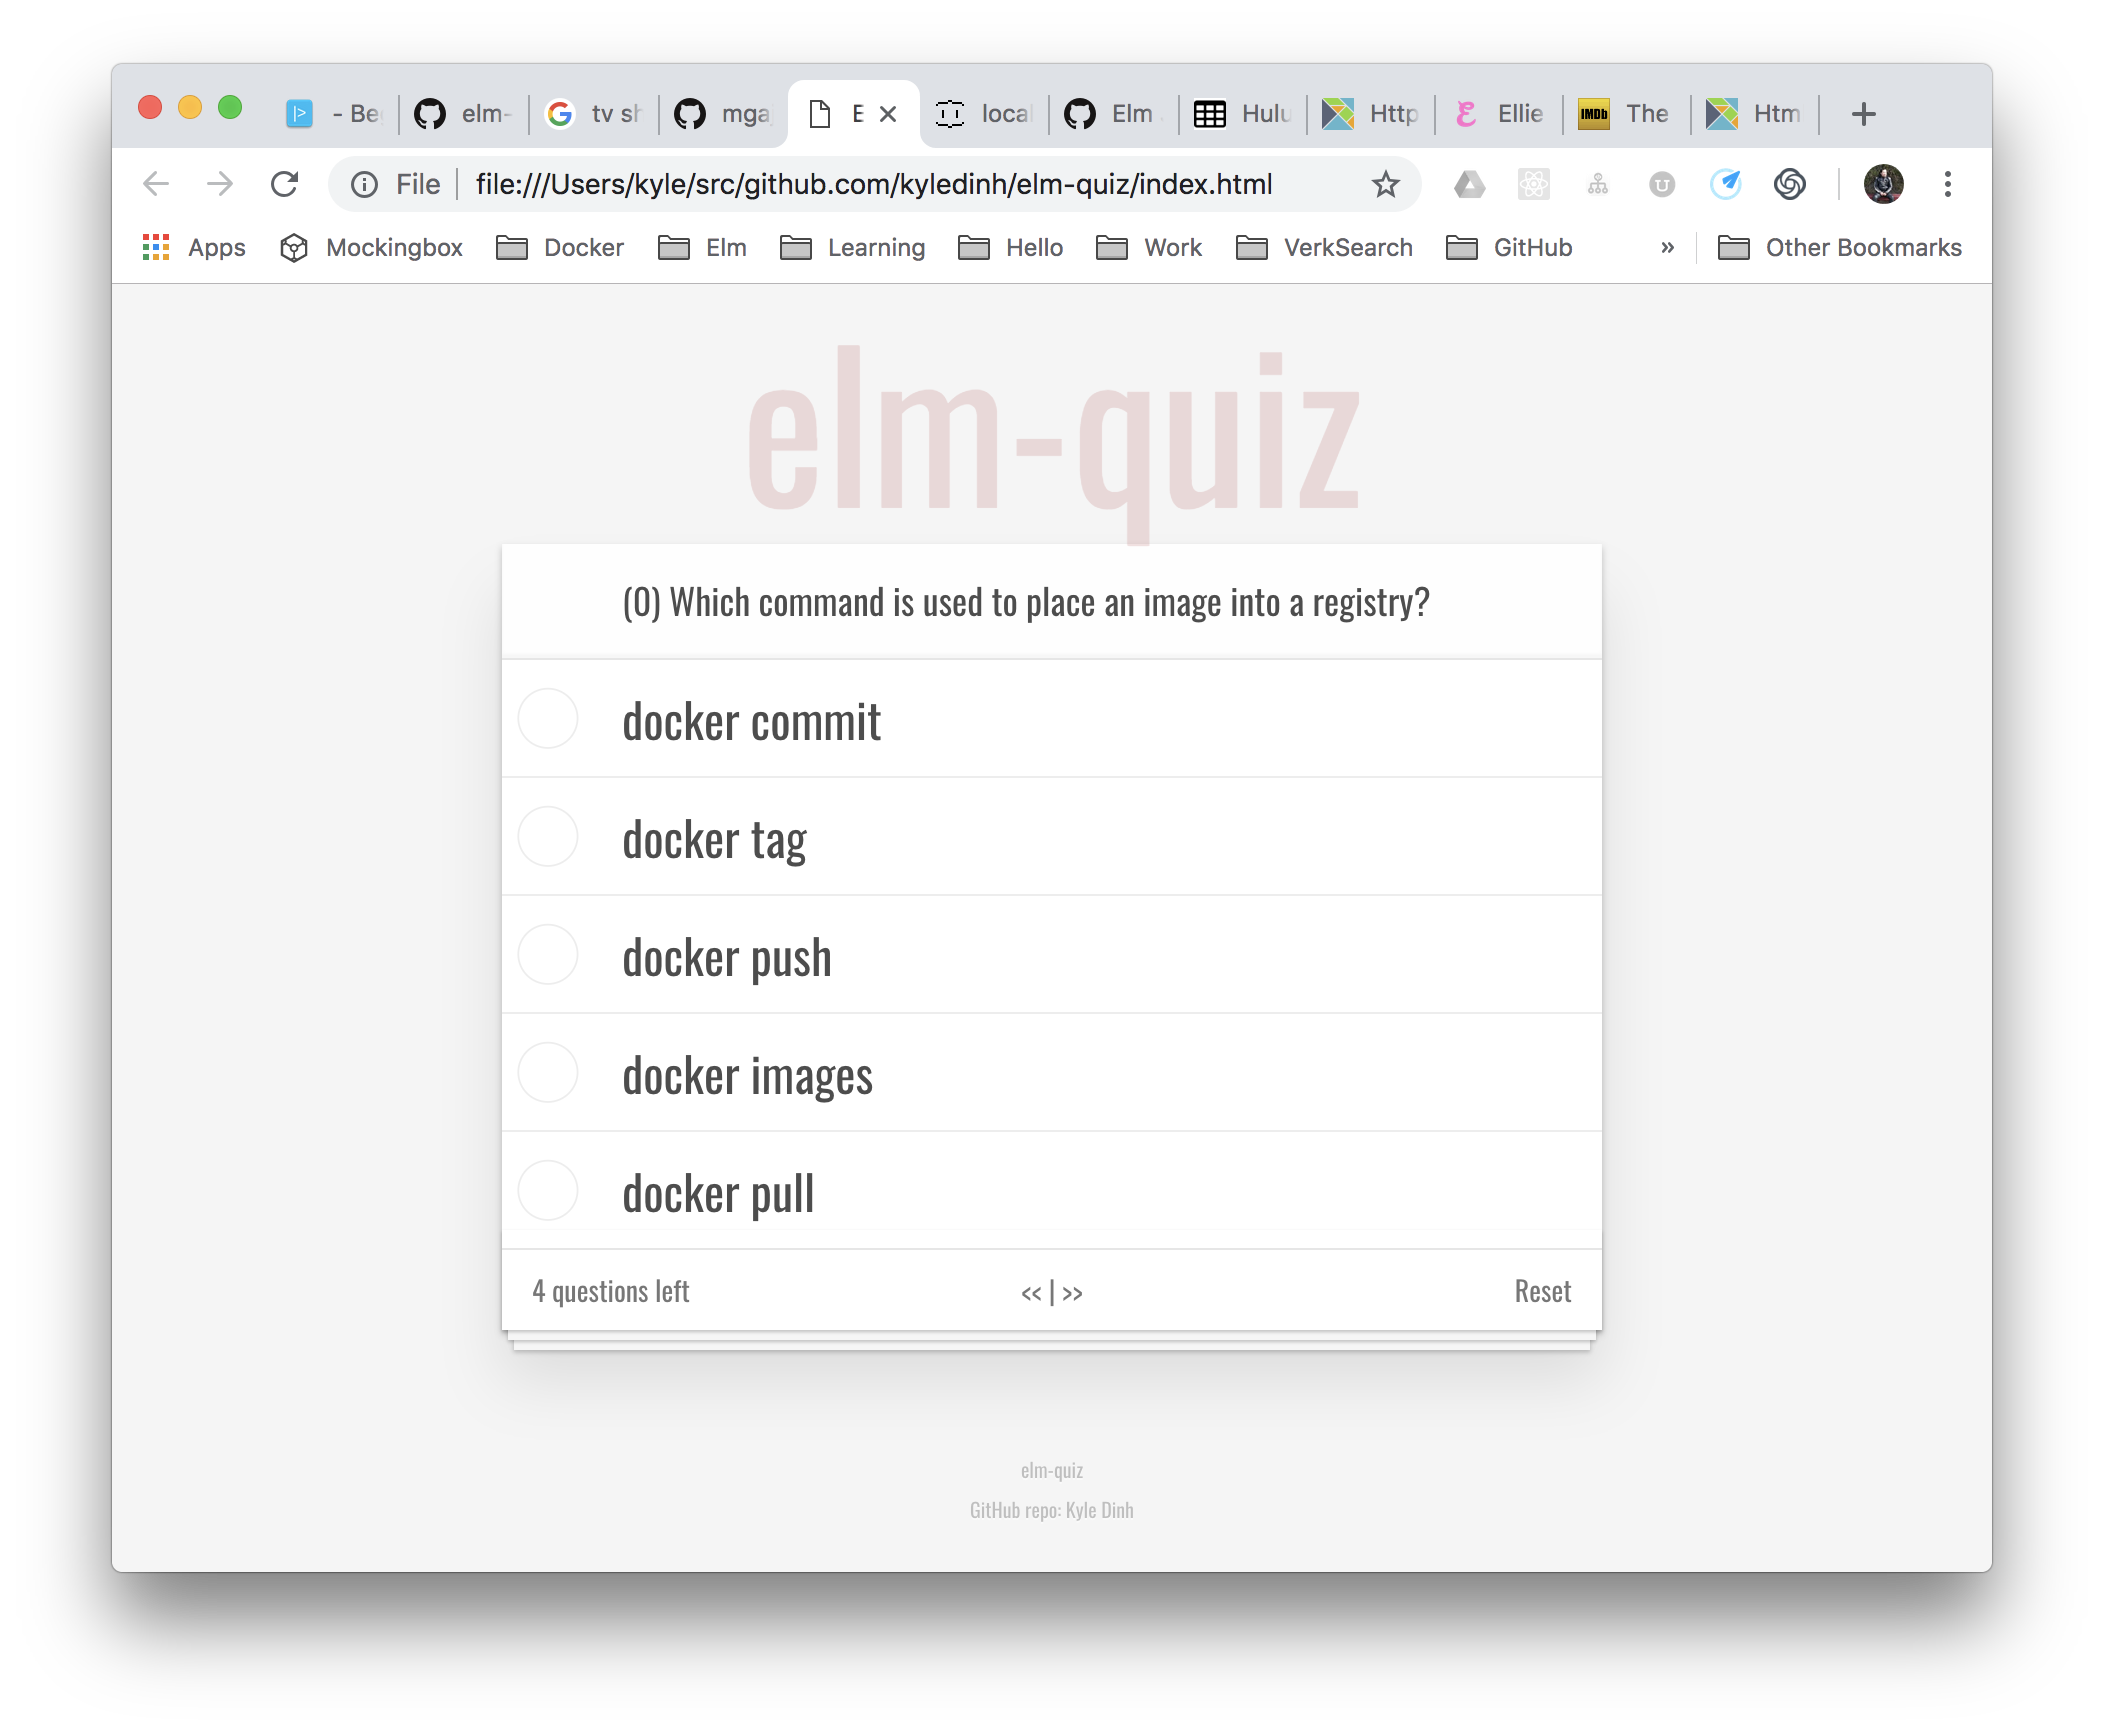 - Be elm- tv sh mga E loca Elm Hulu Http Ellie The Htm
File file:///Users/kyle/src/github.com/kyledinh/elm-quiz/index.html
Apps Mockingbox Docker Elm Learning Hello Work VerkSearch GitHub » Other Bookmarks
elm-quiz
(0) Which command is used to place an image into a registry?
docker commit
docker tag
docker push
docker images
docker pull
4 questions left << | >> Reset
elm-quiz
GitHub repo: Kyle Dinh